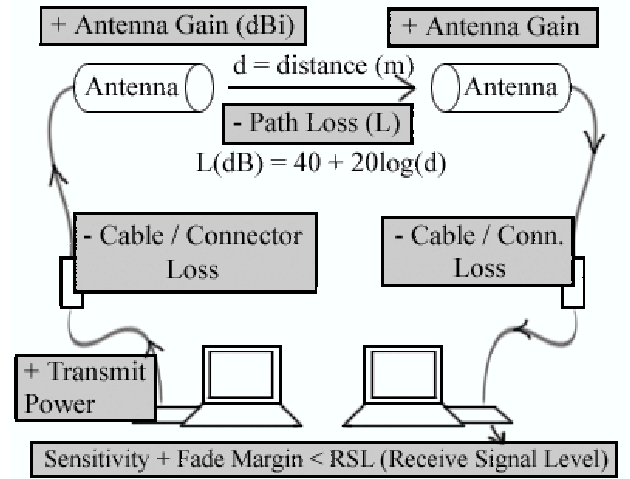 + Antenna Gain (dBi)
+ Antenna Gain
Antenna
d = distance (m)
Antenna
- Path Loss (L)
L(dB) = 40 + 20log(d)
- Cable / Connector
Loss
- Cable / Conn.
Loss
+ Transmit
Power
Sensitivity + Fade Margin < RSL (Receive Signal Level)